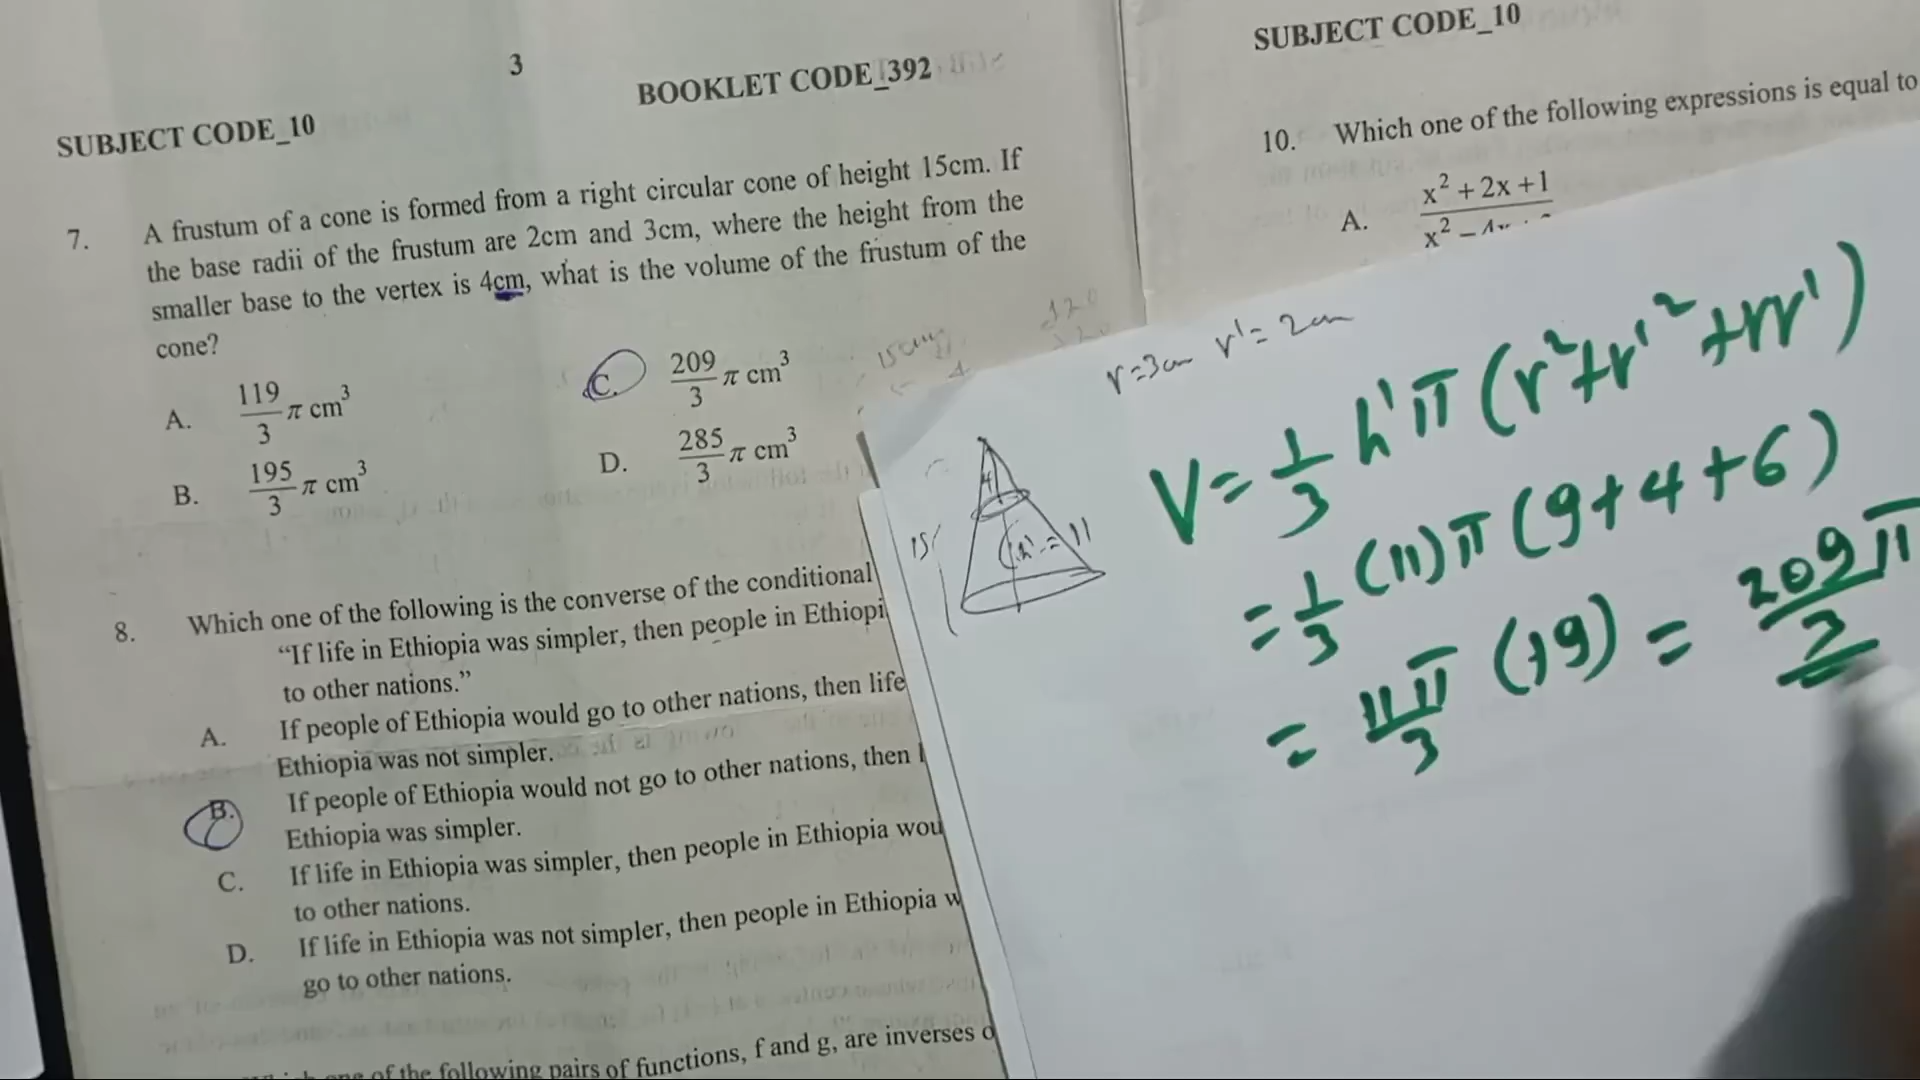 3
SUBJECT CODE_10
BOOKLET CODE_392
7. A frustum of a cone is formed from a right circular cone of height 15cm. If
the base radii of the frustum are 2cm and 3cm, where the height from the
smaller base to the vertex is 4cm, what is the volume of the frustum of the
cone?
A. 119/3 π cm³
C. 209/3 π cm³
B. 195/3 π cm³
D. 285/3 π cm³
8. Which one of the following is the converse of the conditional
“If life in Ethiopia was simpler, then people in Ethiopi
to other nations.”
A. If people of Ethiopia would go to other nations, then life
Ethiopia was not simpler.
B. If people of Ethiopia would not go to other nations, then
Ethiopia was simpler.
C. If life in Ethiopia was simpler, then people in Ethiopia wou
to other nations.
D. If life in Ethiopia was not simpler, then people in Ethiopia w
go to other nations.
one of the following pairs of functions, f and g, are inverses o
SUBJECT CODE_10
10. Which one of the following expressions is equal to
A. x² + 2x + 1
x² –
15cm
4
r=3cm r'=2cm
4
15
h'=11
V = 1/3 h'π (r²+r'²+rr')
= 1/3 (11)π (9+4+6)
= 11π/3 (19) = 209π/3